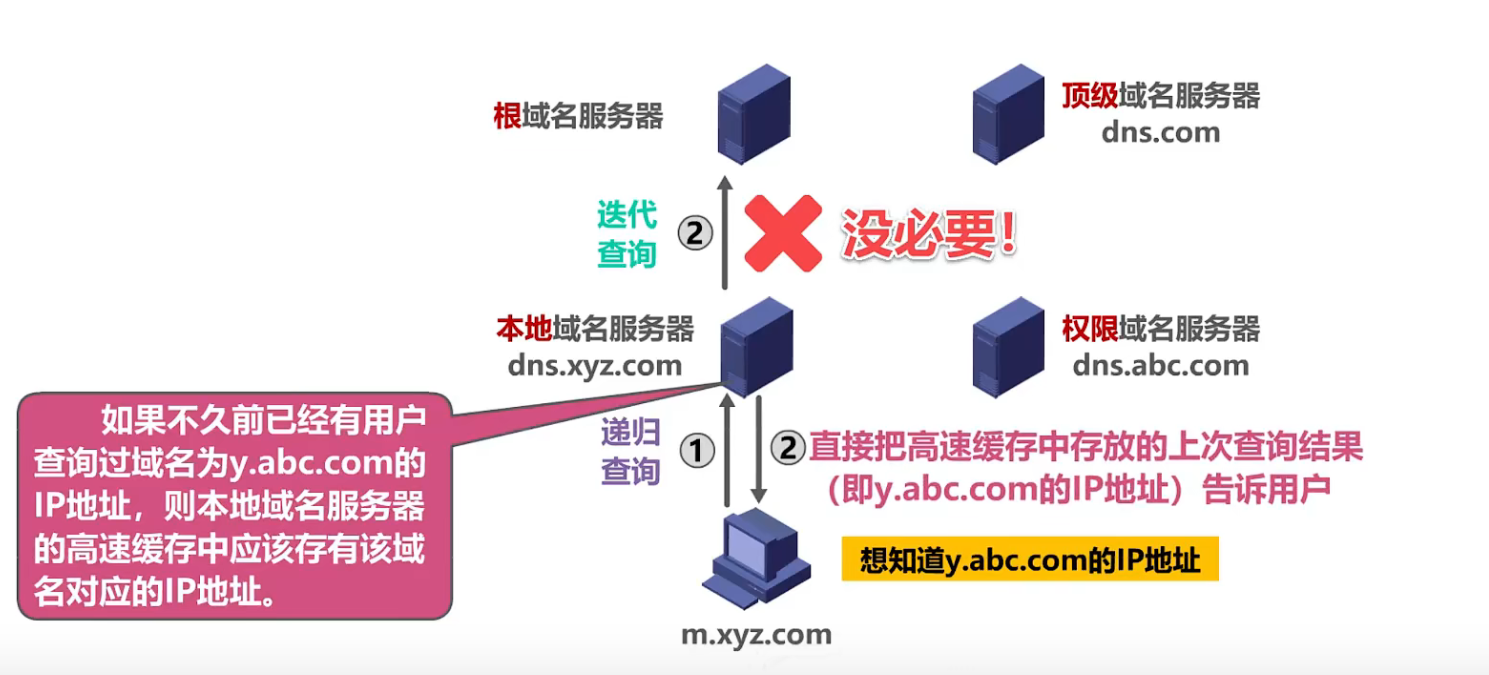 根域名服务器
顶级域名服务器
dns.com
迭代
查询
②
没必要！
本地域名服务器
dns.xyz.com
权限域名服务器
dns.abc.com
如果不久前已经有用户
查询过域名为y.abc.com的
IP地址，则本地域名服务器
的高速缓存中应该存有该域
名对应的IP地址。
递归
查询
①
②直接把高速缓存中存放的上次查询结果
（即y.abc.com的IP地址）告诉用户
想知道y.abc.com的IP地址
m.xyz.com